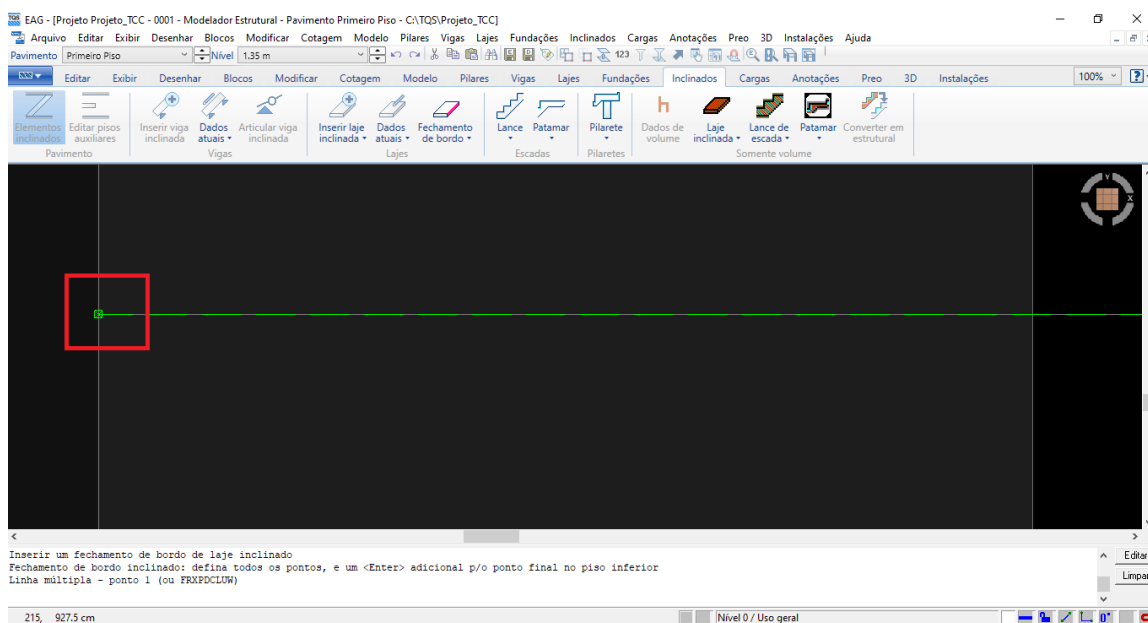 TQS EAG - [Projeto Projeto_TCC - 0001 - Modelador Estrutural - Pavimento Primeiro Piso - C:\TQS\Projeto_TCC]
Arquivo Editar Exibir Desenhar Blocos Modificar Cotagem Modelo Pilares Vigas Lajes Fundações Inclinados Cargas Anotações Preo 3D Instalações Ajuda
Pavimento Primeiro Piso Nível 1.35 m 123
Editar Exibir Desenhar Blocos Modificar Cotagem Modelo Pilares Vigas Lajes Fundações Inclinados Cargas Anotações Preo 3D Instalações 100% ?
Elementos Editar pisos Inserir viga Dados Articular viga Inserir laje Dados Fechamento Lance Patamar Pilarete Dados de Laje Lance de Patamar Converter em
inclinados auxiliares inclinada atuais inclinada inclinada atuais de bordo volume inclinada escada estrutural
Pavimento Vigas Lajes Escadas Pilaretes Somente volume
Y
X
Inserir um fechamento de bordo de laje inclinado
Fechamento de bordo inclinado: defina todos os pontos, e um <Enter> adicional p/o ponto final no piso inferior
Linha múltipla - ponto 1 (ou FRXPDCLUW)
Editar
Limpar
215, 927.5 cm Nível 0 / Uso geral